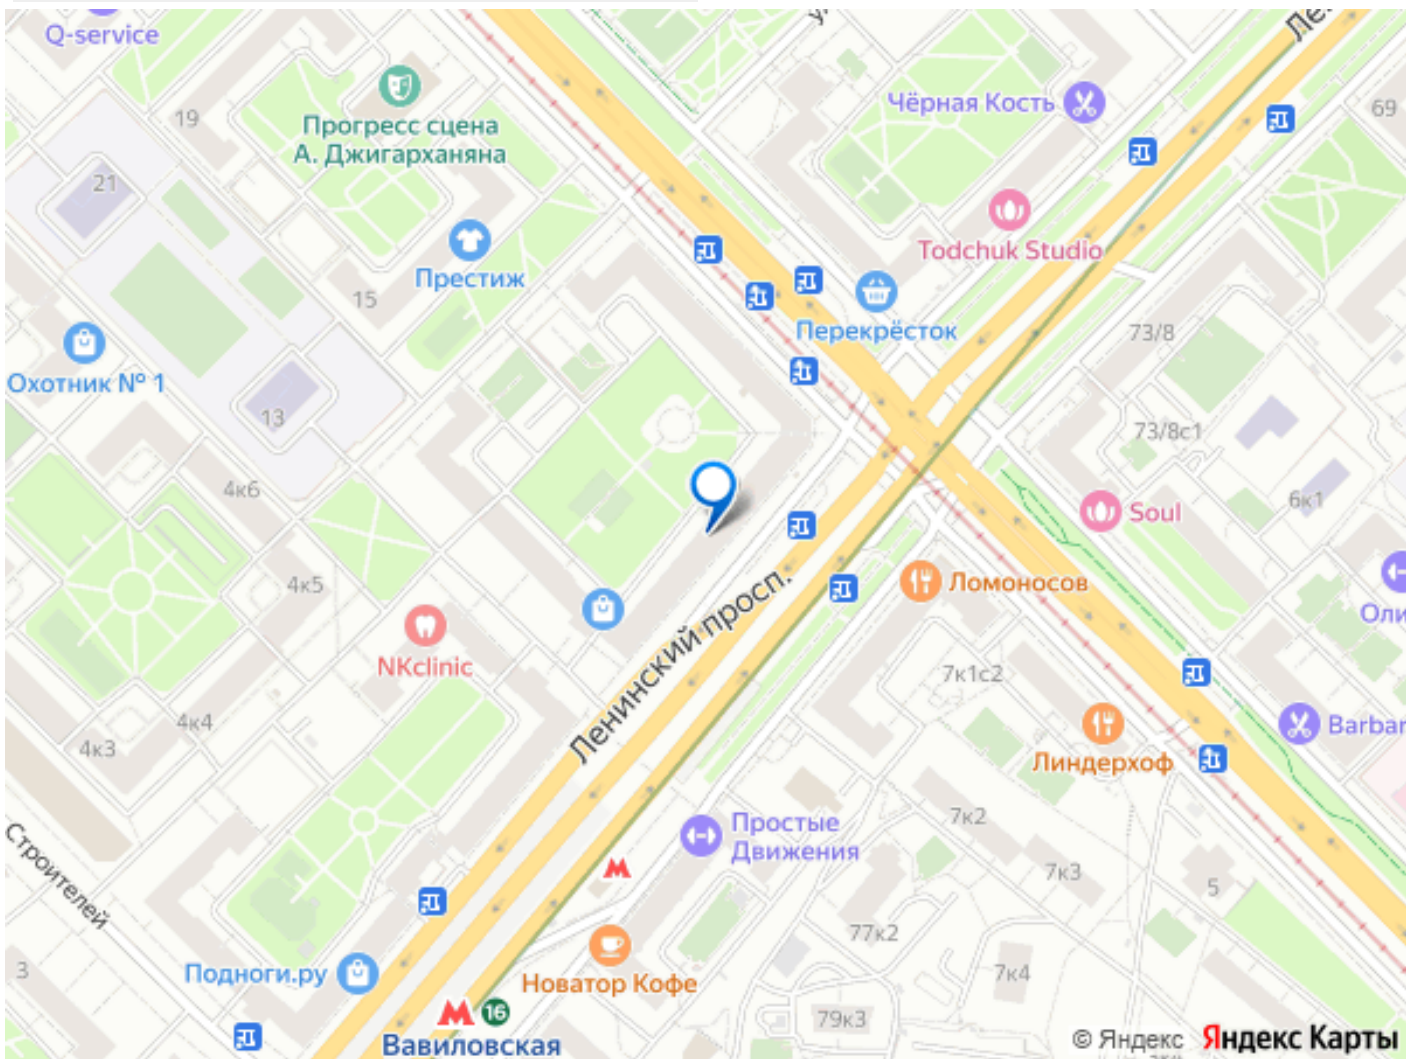 Q-service
Ле
Чёрная Кость
69
19
Прогресс сцена
А. Джигарханяна
21
Todchuk Studio
Престиж
15
Перекрёсток
73/8
Охотник № 1
13
73/8с1
4к6
6к1
Soul
4к5
Ломоносов
Оли
Ленинский просп.
NKclinic
7к1с2
4к4
4к3
Barbar
Линдерхоф
Строителей
Простые
Движения
7к2
7к3
5
77к2
3
Подноги.ру
Новатор Кофе
7к4
16
79к3
Вавиловская
© Яндекс Яндекс Карты